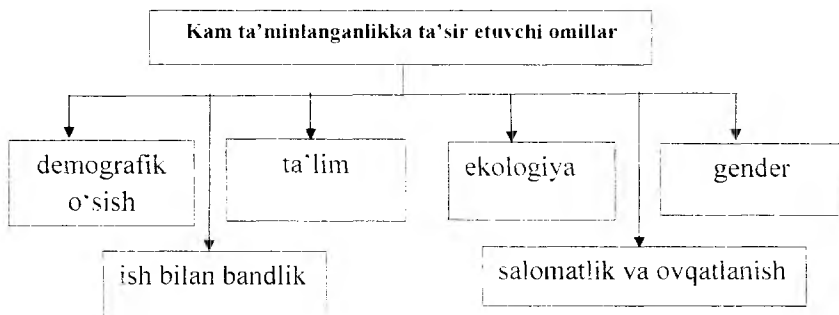 Kam ta'minlanganlikka ta'sir etuvchi omillar
demografik
o‘sish
ta`lim
ekologiya
gender
ish bilan bandlik
salomatlik va ovqatlanish